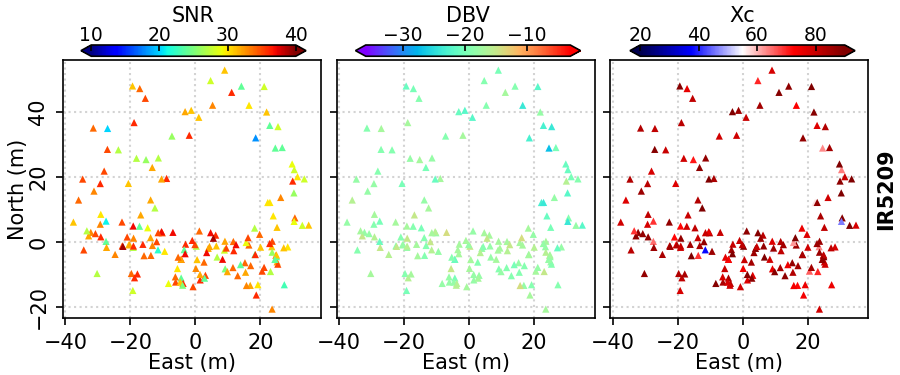 SNR DBV Xc
10 20 30 40 −30 −20 −10 20 40 60 80
40
20
0
−20
North (m)
IR5209
−40 −20 0 20 −40 −20 0 20 −40 −20 0 20
East (m) East (m) East (m)